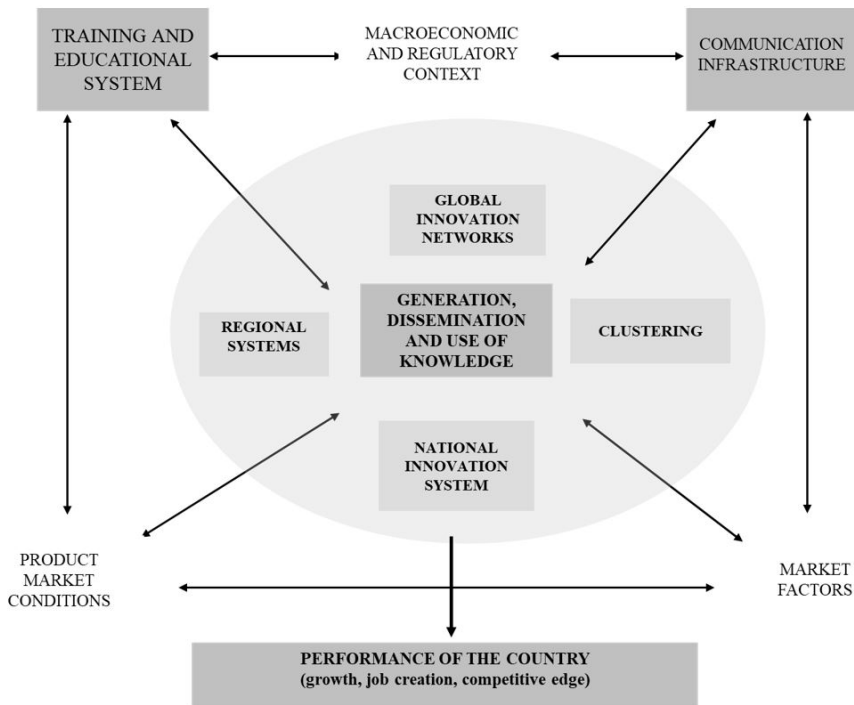 TRAINING AND
EDUCATIONAL
SYSTEM
MACROECONOMIC
AND REGULATORY
CONTEXT
COMMUNICATION
INFRASTRUCTURE
GLOBAL
INNOVATION
NETWORKS
REGIONAL
SYSTEMS
GENERATION,
DISSEMINATION
AND USE OF
KNOWLEDGE
CLUSTERING
NATIONAL
INNOVATION
SYSTEM
PRODUCT
MARKET
CONDITIONS
MARKET
FACTORS
PERFORMANCE OF THE COUNTRY
(growth, job creation, competitive edge)